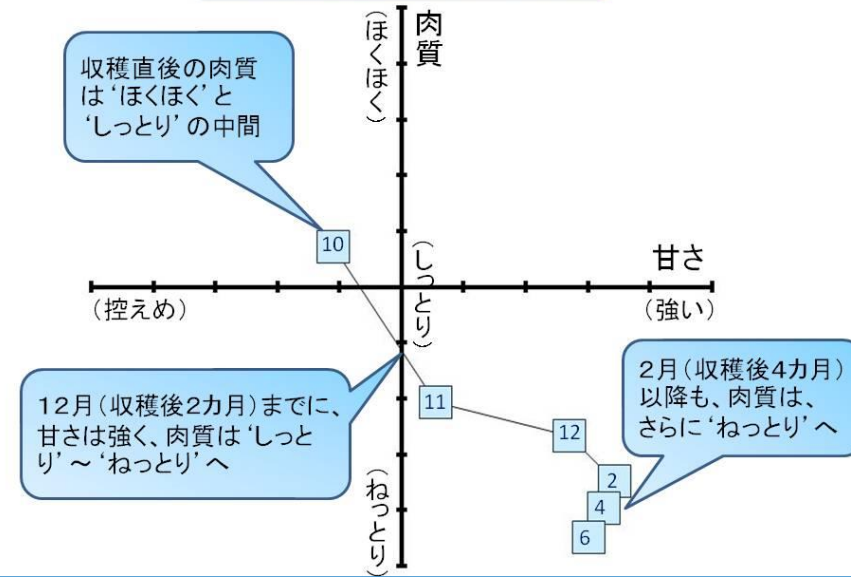 肉質
（ほくほく）
収穫直後の肉質
は‘ほくほく’と
‘しっとり’の中間
10
（しっとり）
甘さ
（控えめ）
（強い）
12月（収穫後2カ月）までに、
甘さは強く、肉質は‘しっと
り’～‘ねっとり’へ
11
12
2月（収穫後4カ月）
以降も、肉質は、
さらに‘ねっとり’へ
2
4
6
（ねっとり）